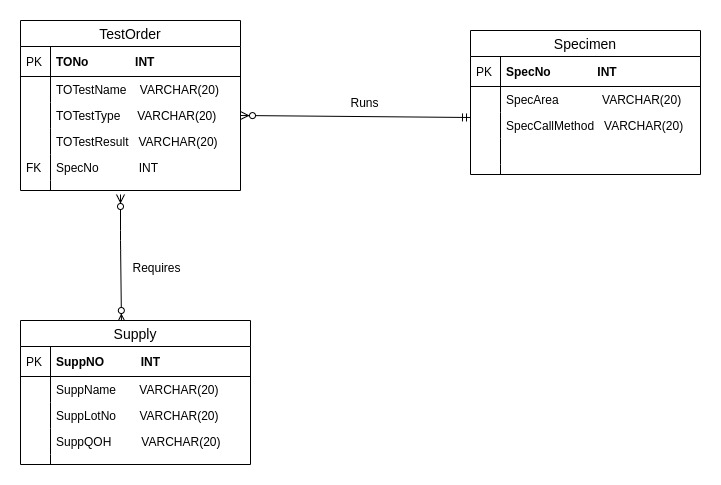 TestOrder
PK TONo INT
TOTestName VARCHAR(20)
TOTestType VARCHAR(20)
TOTestResult VARCHAR(20)
FK SpecNo INT
Runs
Specimen
PK SpecNo INT
SpecArea VARCHAR(20)
SpecCallMethod VARCHAR(20)
Requires
Supply
PK SuppNO INT
SuppName VARCHAR(20)
SuppLotNo VARCHAR(20)
SuppQOH VARCHAR(20)